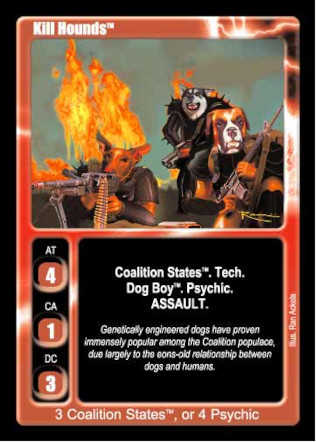 Kill Hounds™
AT
4
CA
1
DC
3
Coalition States™. Tech.
Dog Boy™. Psychic.
ASSAULT.
Genetically engineered dogs have proven
immensely popular among the Coalition populace,
due largely to the eons-old relationship between
dogs and humans.
Illus. Ran Ackels
3 Coalition States™, or 4 Psychic